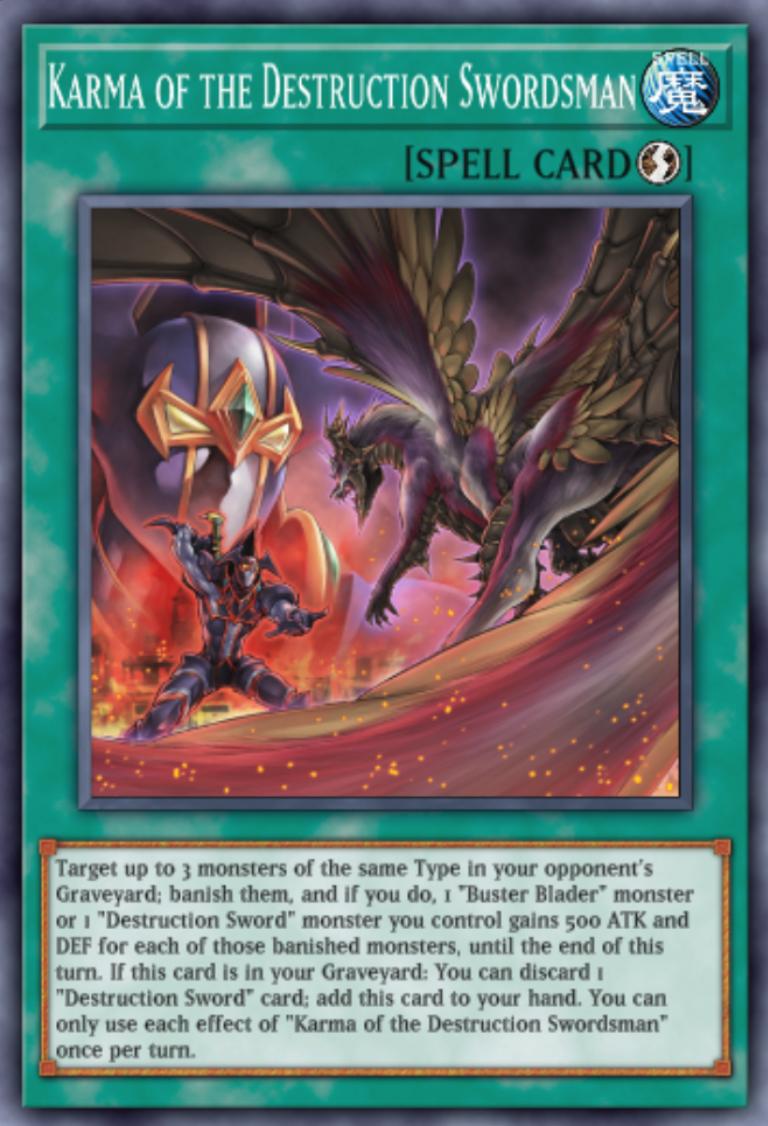 Karma of the Destruction Swordsman
SPELL
魔
[SPELL CARD]
Target up to 3 monsters of the same Type in your opponent's
Graveyard; banish them, and if you do, 1 "Buster Blader" monster
or 1 "Destruction Sword" monster you control gains 500 ATK and
DEF for each of those banished monsters, until the end of this
turn. If this card is in your Graveyard: You can discard 1
"Destruction Sword" card; add this card to your hand. You can
only use each effect of "Karma of the Destruction Swordsman"
once per turn.